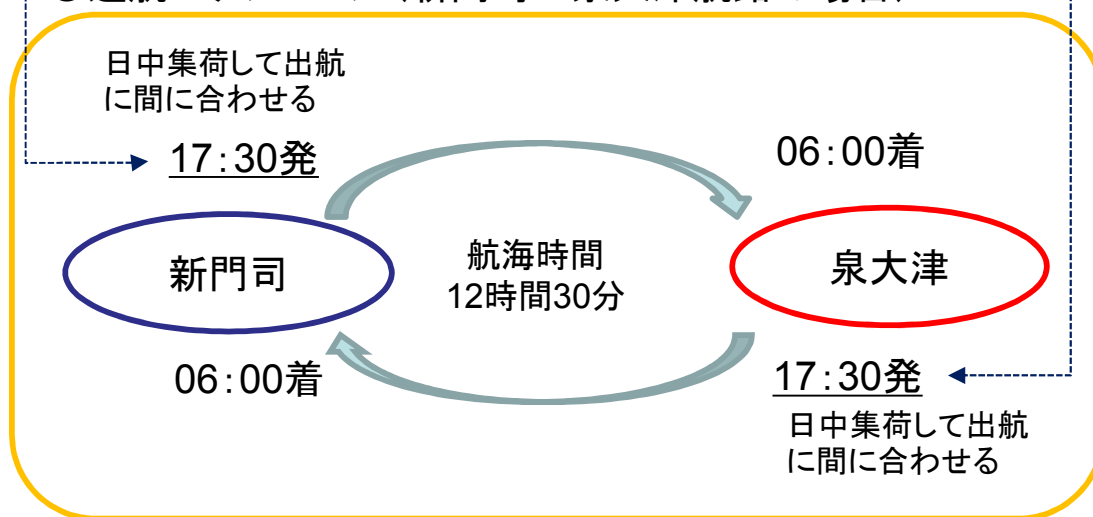 日中集荷して出航
に間に合わせる
17:30発
06:00着
新門司
航海時間
12時間30分
泉大津
06:00着
17:30発
日中集荷して出航
に間に合わせる